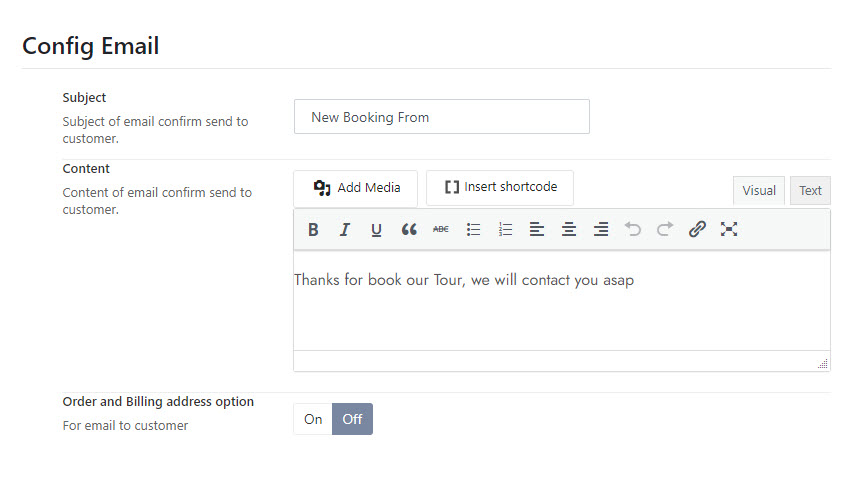 Config Email
Subject
Subject of email confirm send to
customer.
New Booking From
Content
Content of email confirm send to
customer.
Add Media
Insert shortcode
Visual
Text
B I U ABC
Thanks for book our Tour, we will contact you asap
Order and Billing address option
For email to customer
On
Off